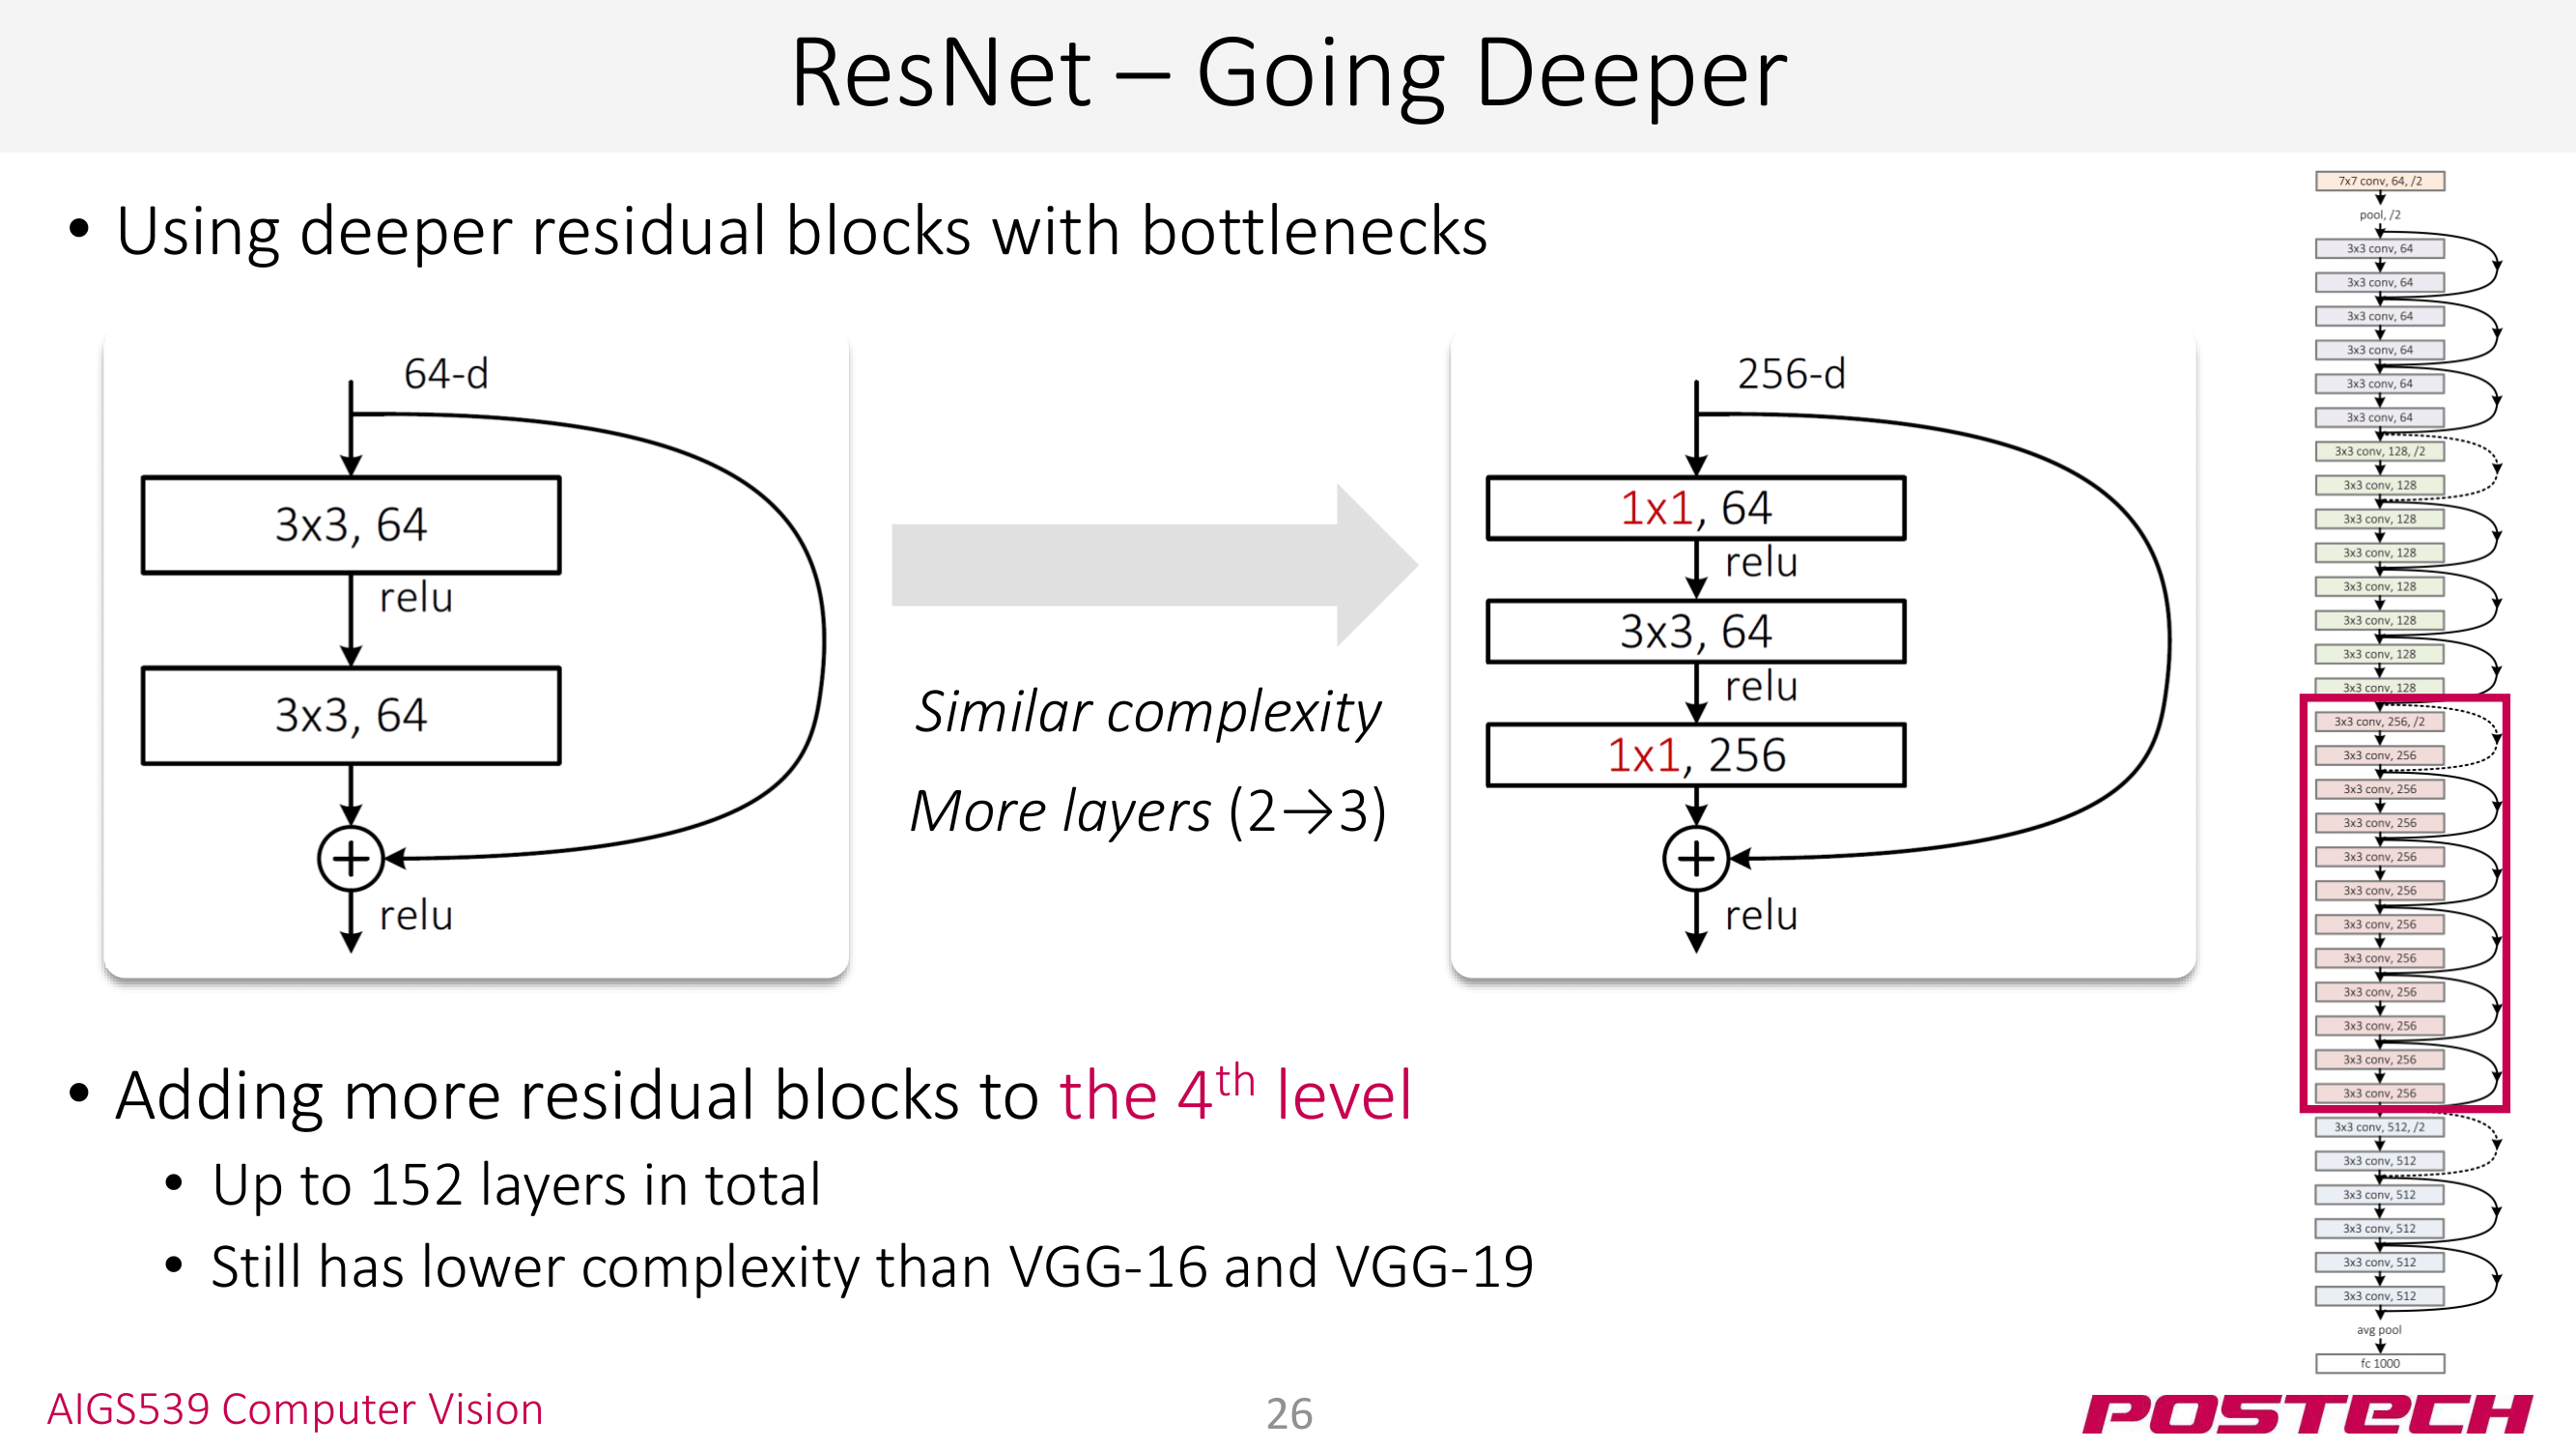 ResNet – Going Deeper
• Using deeper residual blocks with bottlenecks
64-d
3x3, 64
relu
3x3, 64
relu
Similar complexity
More layers (2→3)
256-d
1x1, 64
relu
3x3, 64
relu
1x1, 256
relu
• Adding more residual blocks to the 4th level
• Up to 152 layers in total
• Still has lower complexity than VGG-16 and VGG-19
7x7 conv, 64, /2
pool, /2
3x3 conv, 64
3x3 conv, 64
3x3 conv, 64
3x3 conv, 64
3x3 conv, 64
3x3 conv, 64
3x3 conv, 128, /2
3x3 conv, 128
3x3 conv, 128
3x3 conv, 128
3x3 conv, 128
3x3 conv, 128
3x3 conv, 128
3x3 conv, 128
3x3 conv, 256, /2
3x3 conv, 256
3x3 conv, 256
3x3 conv, 256
3x3 conv, 256
3x3 conv, 256
3x3 conv, 256
3x3 conv, 256
3x3 conv, 256
3x3 conv, 256
3x3 conv, 256
3x3 conv, 256
3x3 conv, 512, /2
3x3 conv, 512
3x3 conv, 512
3x3 conv, 512
3x3 conv, 512
3x3 conv, 512
avg pool
fc 1000
AIGS539 Computer Vision
26
POSTECH